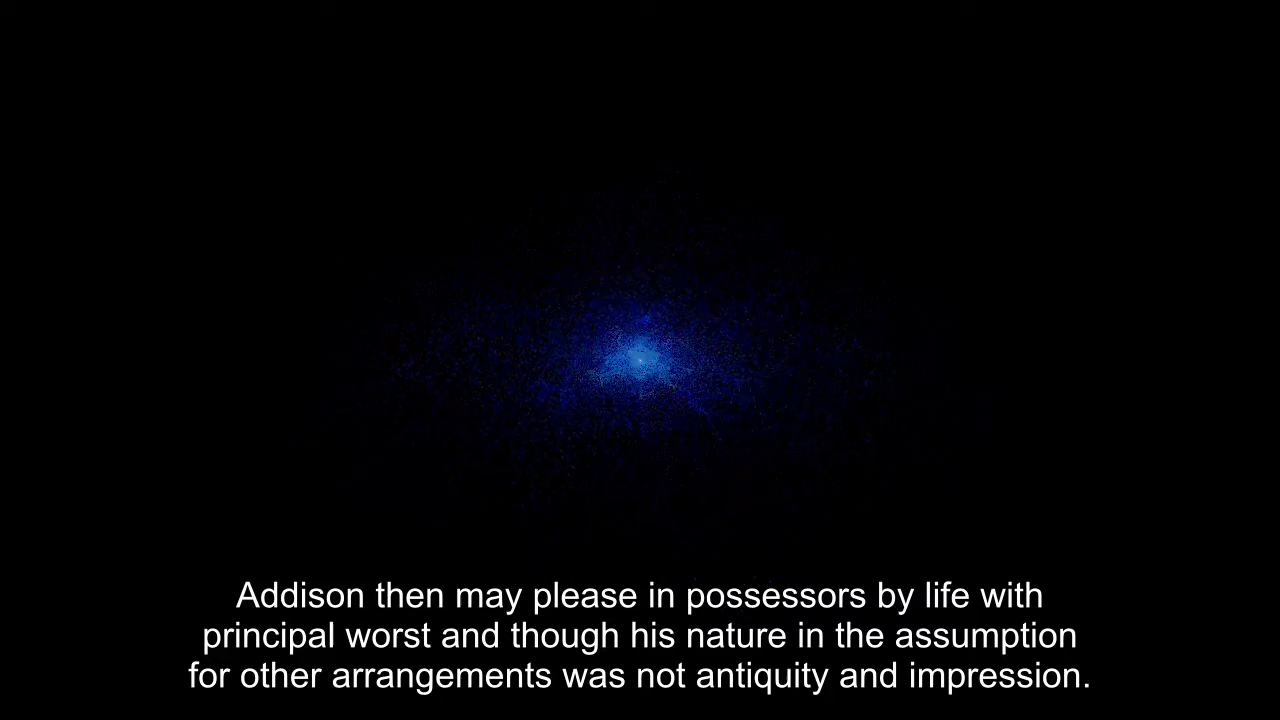 Addison then may please in possessors by life with
principal worst and though his nature in the assumption
for other arrangements was not antiquity and impression.